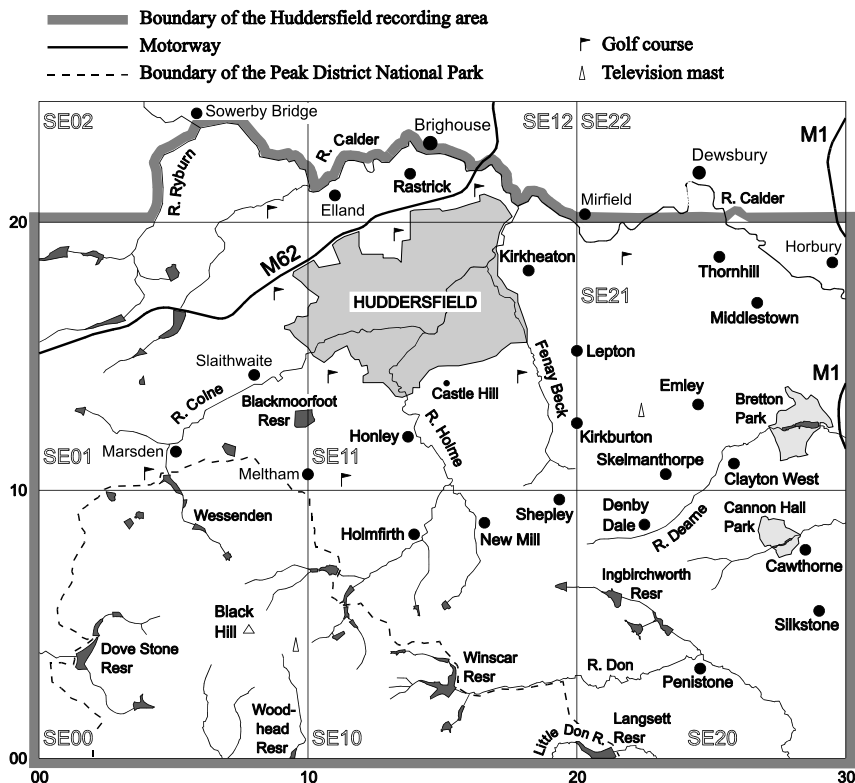 Boundary of the Huddersfield recording area
Motorway
Golf course
Boundary of the Peak District National Park
Television mast
SE02
Sowerby Bridge
SE12
SE22
M1
R. Calder
Brighouse
Dewsbury
R. Ryburn
Rastrick
Elland
Mirfield
R. Calder
20
M62
Kirkheaton
Horbury
Thornhill
SE21
HUDDERSFIELD
Middlestown
Slaithwaite
Fenay Beck
Lepton
M1
R. Colne
Castle Hill
Emley
Bretton
Park
Blackmoorfoot
Resr
R. Holme
Honley
Kirkburton
Marsden
SE01
SE11
Skelmanthorpe
Meltham
Clayton West
10
Wessenden
Shepley
Denby
Dale
R. Dearne
Cannon Hall
Park
Holmfirth
New Mill
Cawthorne
Ingbirchworth
Resr
Black
Hill
Silkstone
Dove Stone
Resr
Winscar
Resr
R. Don
Penistone
Wood-
head
Resr
Langsett
Resr
Little Don R.
SE00
SE10
SE20
00
00
10
20
30